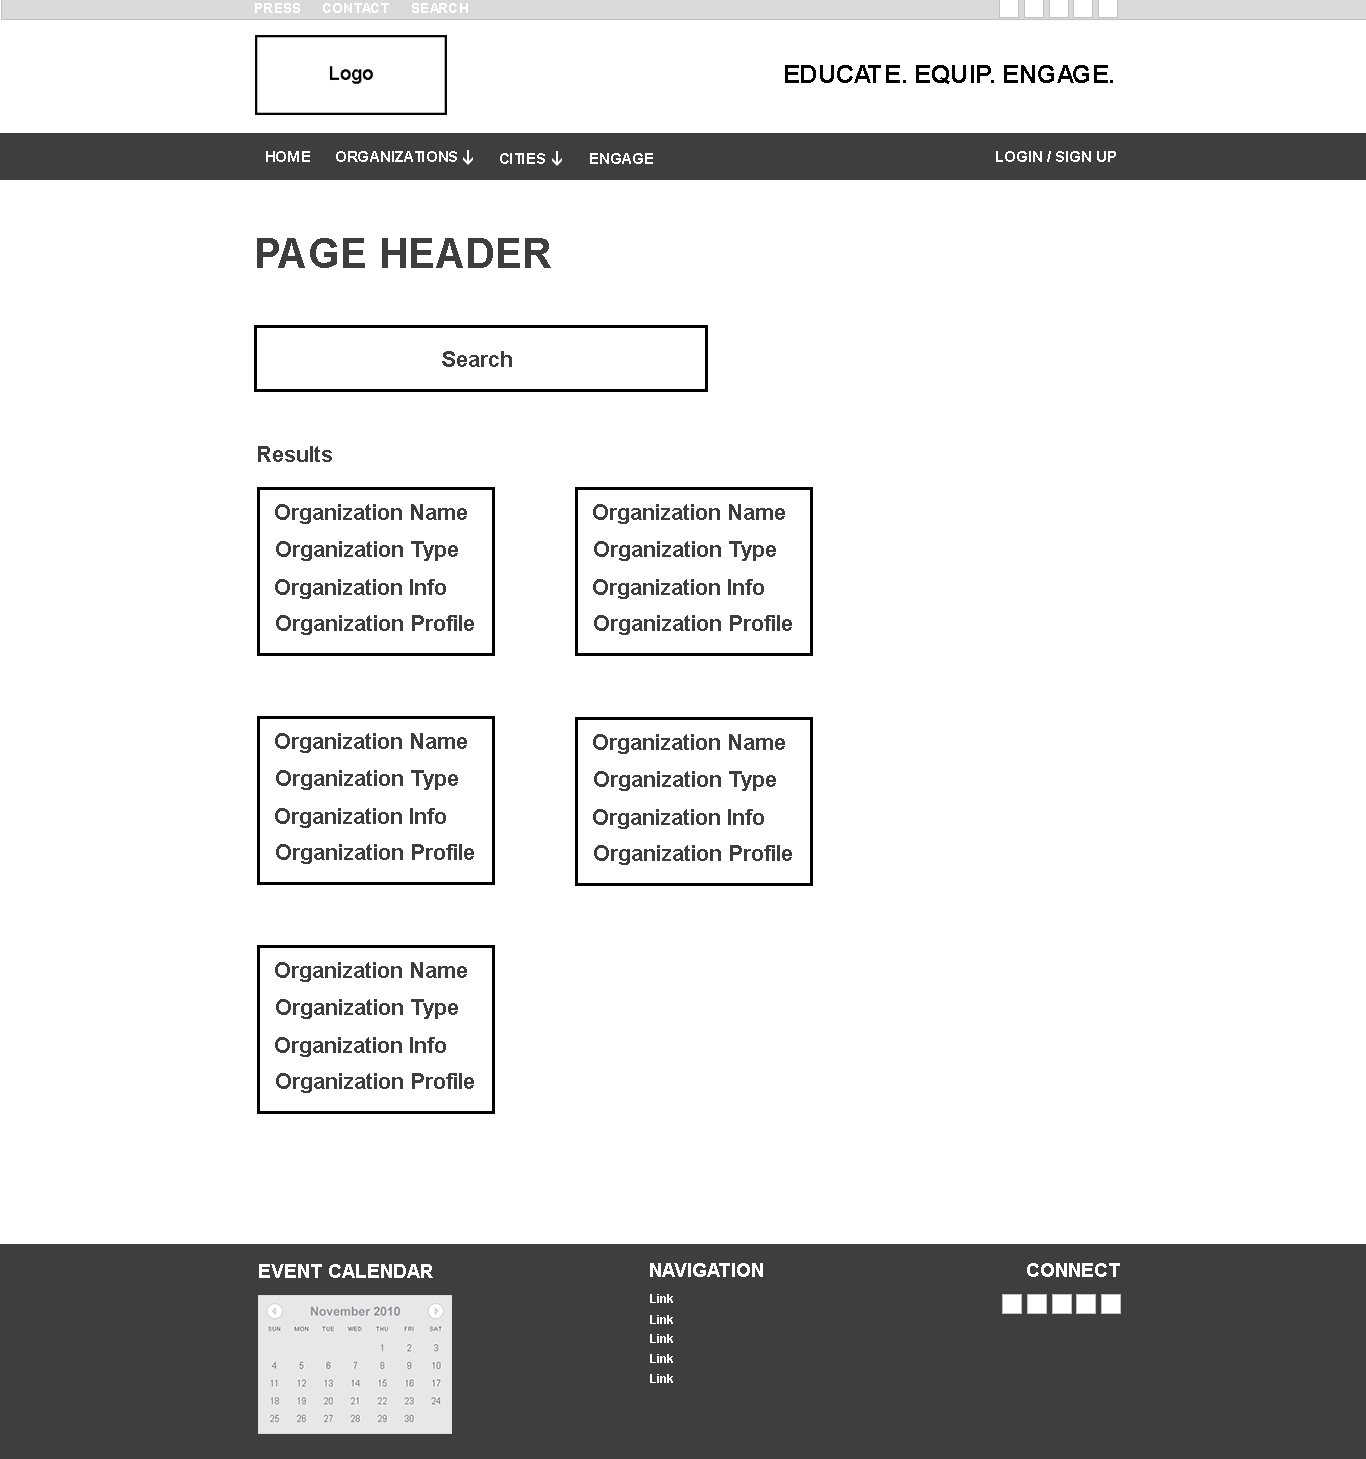 PRESS CONTACT SEARCH
Logo
EDUCATE. EQUIP. ENGAGE.
HOME ORGANIZATIONS CITIES ENGAGE LOGIN / SIGN UP
PAGE HEADER
Search
Results
Organization Name
Organization Type
Organization Info
Organization Profile
Organization Name
Organization Type
Organization Info
Organization Profile
Organization Name
Organization Type
Organization Info
Organization Profile
Organization Name
Organization Type
Organization Info
Organization Profile
Organization Name
Organization Type
Organization Info
Organization Profile
EVENT CALENDAR
November 2010
SUN MON TUE WED THU FRI SAT
1 2 3
4 5 6 7 8 9 10
11 12 13 14 15 16 17
18 19 20 21 22 23 24
25 26 27 28 29 30
NAVIGATION
Link
Link
Link
Link
Link
CONNECT